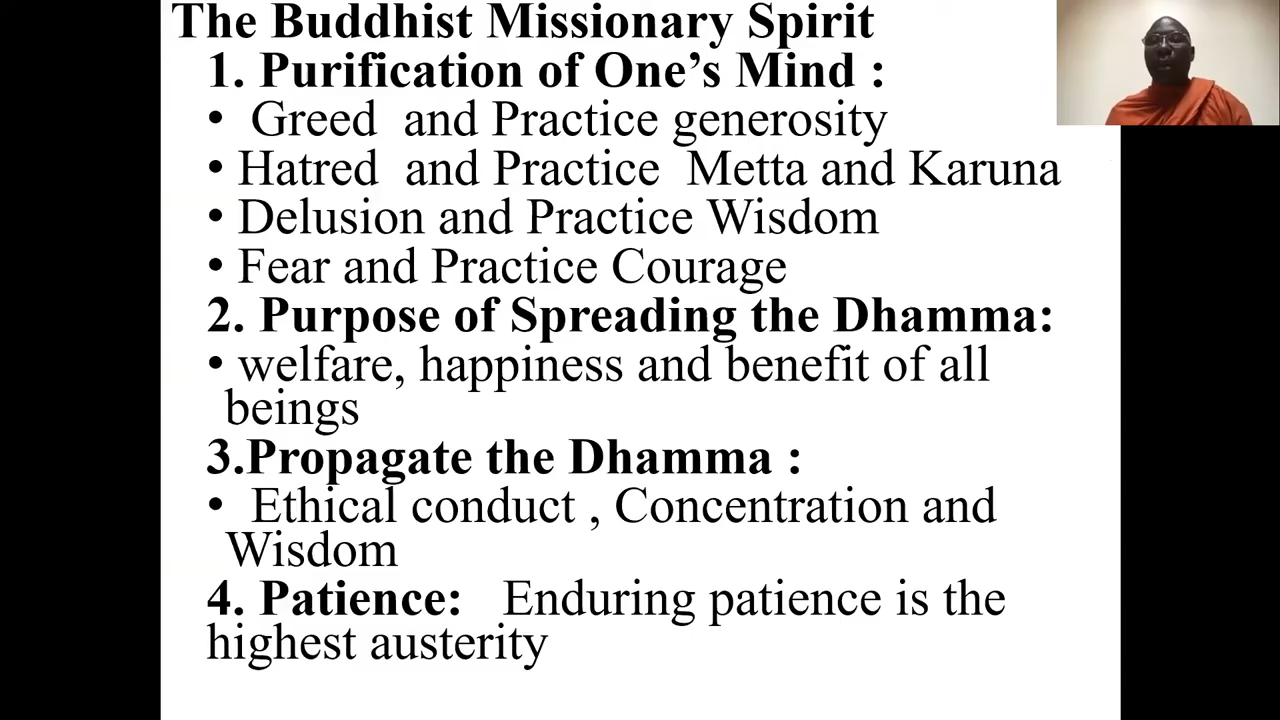 The Buddhist Missionary Spirit
1. Purification of One’s Mind :
• Greed and Practice generosity
• Hatred and Practice Metta and Karuna
• Delusion and Practice Wisdom
• Fear and Practice Courage
2. Purpose of Spreading the Dhamma:
• welfare, happiness and benefit of all
beings
3.Propagate the Dhamma :
• Ethical conduct , Concentration and
Wisdom
4. Patience: Enduring patience is the
highest austerity